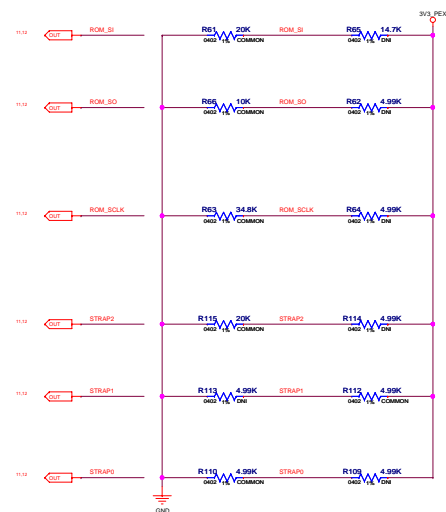 3V3_PEX
11,12 OUT ROM_SI R61 20K ROM_SI R65 14.7K
0402 1% COMMON 0402 1% DNI
11,12 OUT ROM_SO R66 10K ROM_SO R62 4.99K
0402 1% COMMON 0402 1% DNI
11,12 OUT ROM_SCLK R63 34.8K ROM_SCLK R64 4.99K
0402 1% COMMON 0402 1% DNI
11,12 OUT STRAP2 R115 20K STRAP2 R114 4.99K
0402 1% COMMON 0402 1% DNI
11,12 OUT STRAP1 R113 4.99K STRAP1 R112 4.99K
0402 1% DNI 0402 1% COMMON
11,12 OUT STRAP0 R110 4.99K STRAP0 R109 4.99K
0402 1% COMMON 0402 1% DNI
GND